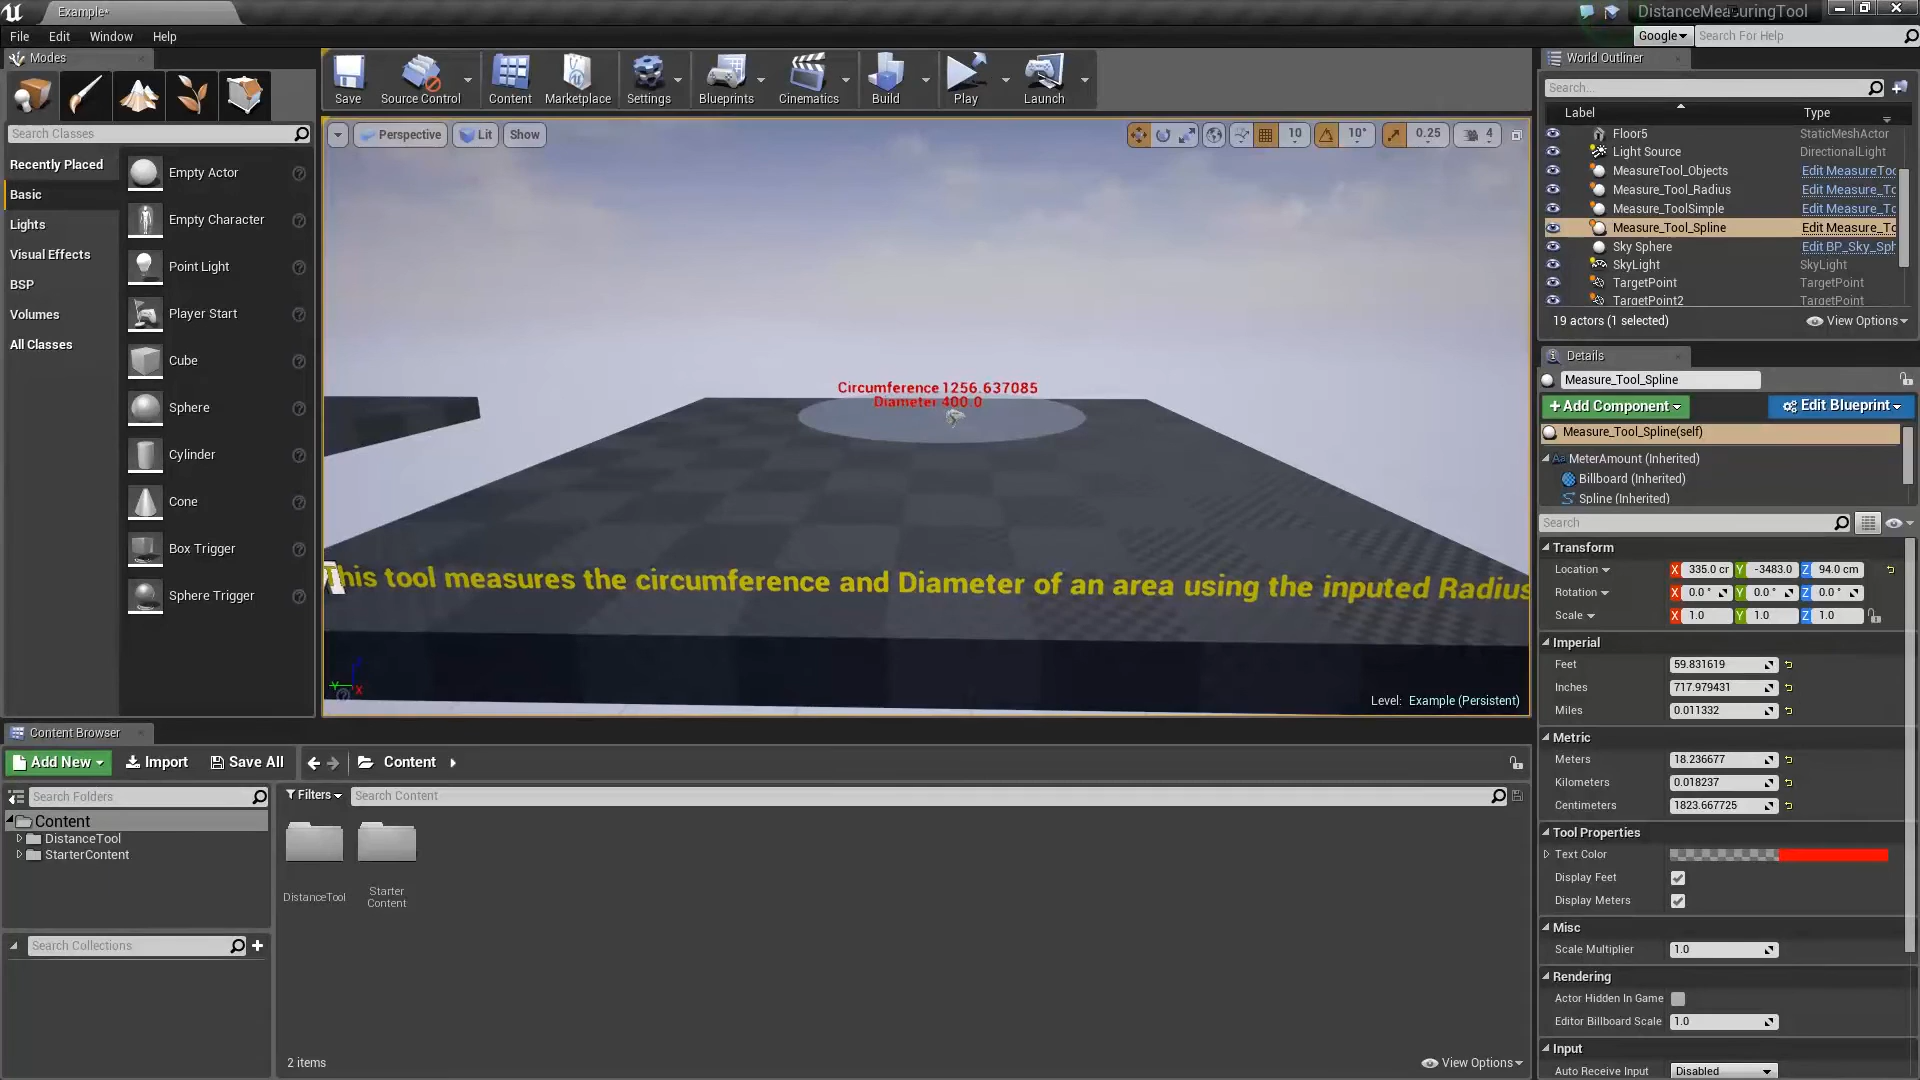 Example*
DistanceMeasuringTool
File Edit Window Help
Google
Search For Help
Modes
Search Classes
Recently Placed
Basic
Lights
Visual Effects
BSP
Volumes
All Classes
Empty Actor
Empty Character
Point Light
Player Start
Cube
Sphere
Cylinder
Cone
Box Trigger
Sphere Trigger
Save
Source Control
Content
Marketplace
Settings
Blueprints
Cinematics
Build
Play
Launch
Perspective
Lit
Show
10
10°
0.25
4
Circumference 1256.637085
Diameter 400.0
This tool measures the circumference and Diameter of an area using the inputed Radius
Level: Example (Persistent)
World Outliner
Search...
Label Type
Floor5 StaticMeshActor
Light Source DirectionalLight
MeasureTool_Objects Edit MeasureToo
Measure_Tool_Radius Edit Measure_To
Measure_ToolSimple Edit Measure_To
Measure_Tool_Spline Edit Measure_To
Sky Sphere Edit BP_Sky_Sph
SkyLight SkyLight
TargetPoint TargetPoint
TargetPoint2 TargetPoint
19 actors (1 selected)
View Options
Details
Measure_Tool_Spline
+Add Component
Edit Blueprint
Measure_Tool_Spline(self)
MeterAmount (Inherited)
Billboard (Inherited)
Spline (Inherited)
Search
Transform
Location X 335.0 cr Y -3483.0 Z 94.0 cm
Rotation X 0.0 ° Y 0.0 ° Z 0.0 °
Scale X 1.0 Y 1.0 Z 1.0
Imperial
Feet 59.831619
Inches 717.979431
Miles 0.011332
Metric
Meters 18.236677
Kilometers 0.018237
Centimeters 1823.667725
Tool Properties
Text Color
Display Feet
Display Meters
Misc
Scale Multiplier 1.0
Rendering
Actor Hidden In Game
Editor Billboard Scale 1.0
Input
Auto Receive Input Disabled
Content Browser
Add New
Import
Save All
Content
Search Folders
Filters
Search Content
Content
DistanceTool
StarterContent
DistanceTool
Starter
Content
Search Collections
2 items
View Options